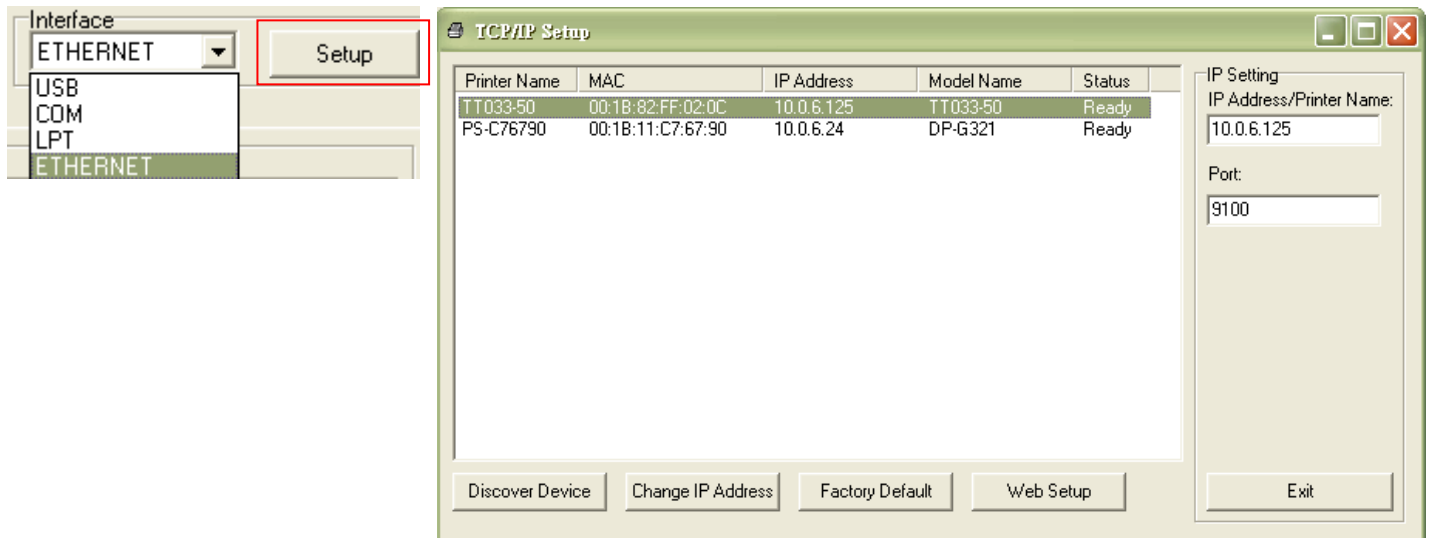 Interface
ETHERNET
Setup
USB
COM
LPT
ETHERNET
TCP/IP Setup
Printer Name MAC IP Address Model Name Status
TT033-50 00:1B:82:FF:02:0C 10.0.6.125 TT033-50 Ready
PS-C76790 00:1B:11:C7:67:90 10.0.6.24 DP-G321 Ready
IP Setting
IP Address/Printer Name:
10.0.6.125
Port:
9100
Discover Device Change IP Address Factory Default Web Setup Exit